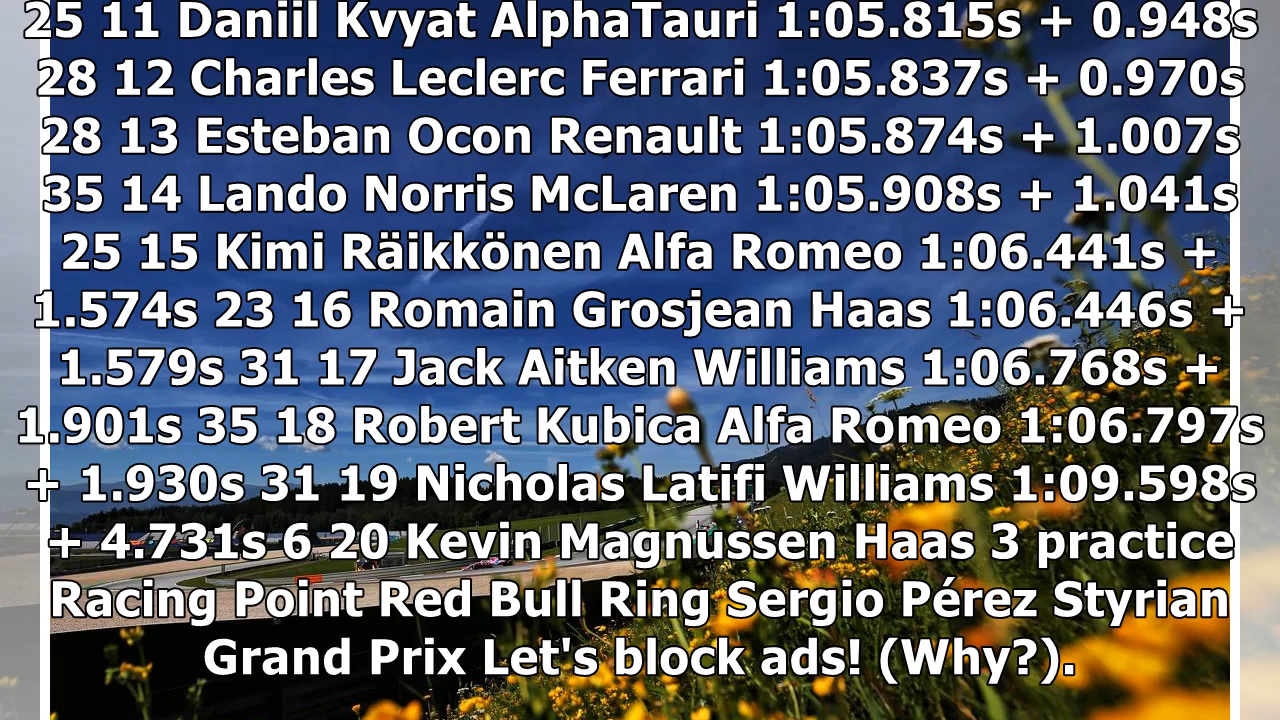 25 11 Daniil Kvyat AlphaTauri 1:05.815s + 0.948s
28 12 Charles Leclerc Ferrari 1:05.837s + 0.970s
28 13 Esteban Ocon Renault 1:05.874s + 1.007s
35 14 Lando Norris McLaren 1:05.908s + 1.041s
25 15 Kimi Räikkönen Alfa Romeo 1:06.441s +
1.574s 23 16 Romain Grosjean Haas 1:06.446s +
1.579s 31 17 Jack Aitken Williams 1:06.768s +
1.901s 35 18 Robert Kubica Alfa Romeo 1:06.797s
+ 1.930s 31 19 Nicholas Latifi Williams 1:09.598s
+ 4.731s 6 20 Kevin Magnussen Haas 3 practice
Racing Point Red Bull Ring Sergio Pérez Styrian
Grand Prix Let's block ads! (Why?).